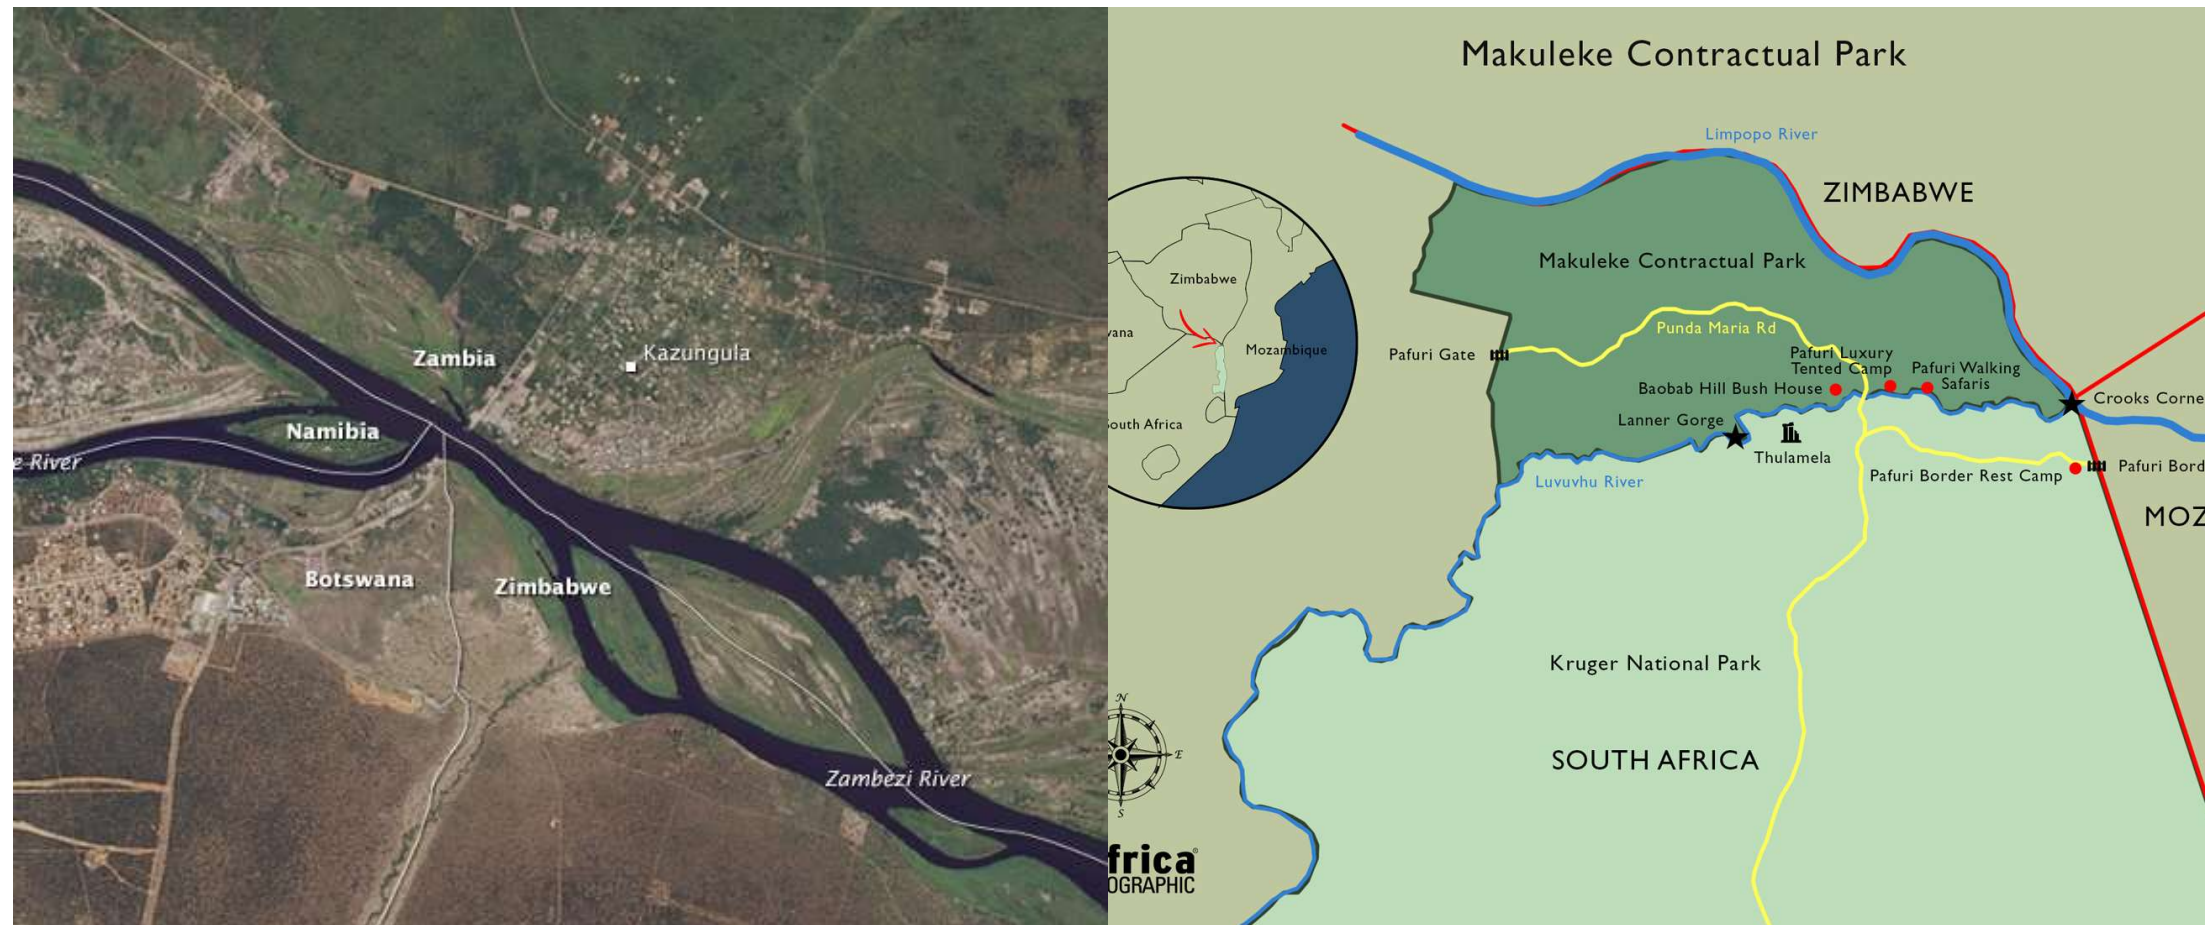 Zambia
Kazungula
Namibia
e River
Botswana
Zimbabwe
Zambezi River
Makuleke Contractual Park
Limpopo River
ZIMBABWE
Makuleke Contractual Park
Zimbabwe
Punda Maria Rd
wana
Mozambique
Pafuri Gate
Pafuri Luxury
Tented Camp
Pafuri Walking
Safaris
Baobab Hill Bush House
Crooks Corne
Lanner Gorge
outh Africa
Thulamela
Pafuri Bord
Pafuri Border Rest Camp
Luvuvhu River
MOZ
Kruger National Park
N
E
S
SOUTH AFRICA
frica
OGRAPHIC